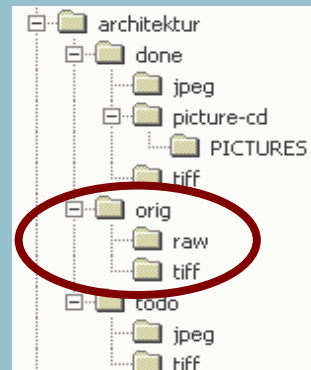 architektur
done
jpeg
picture-cd
PICTURES
tiff
orig
raw
tiff
todo
jpeg
tiff